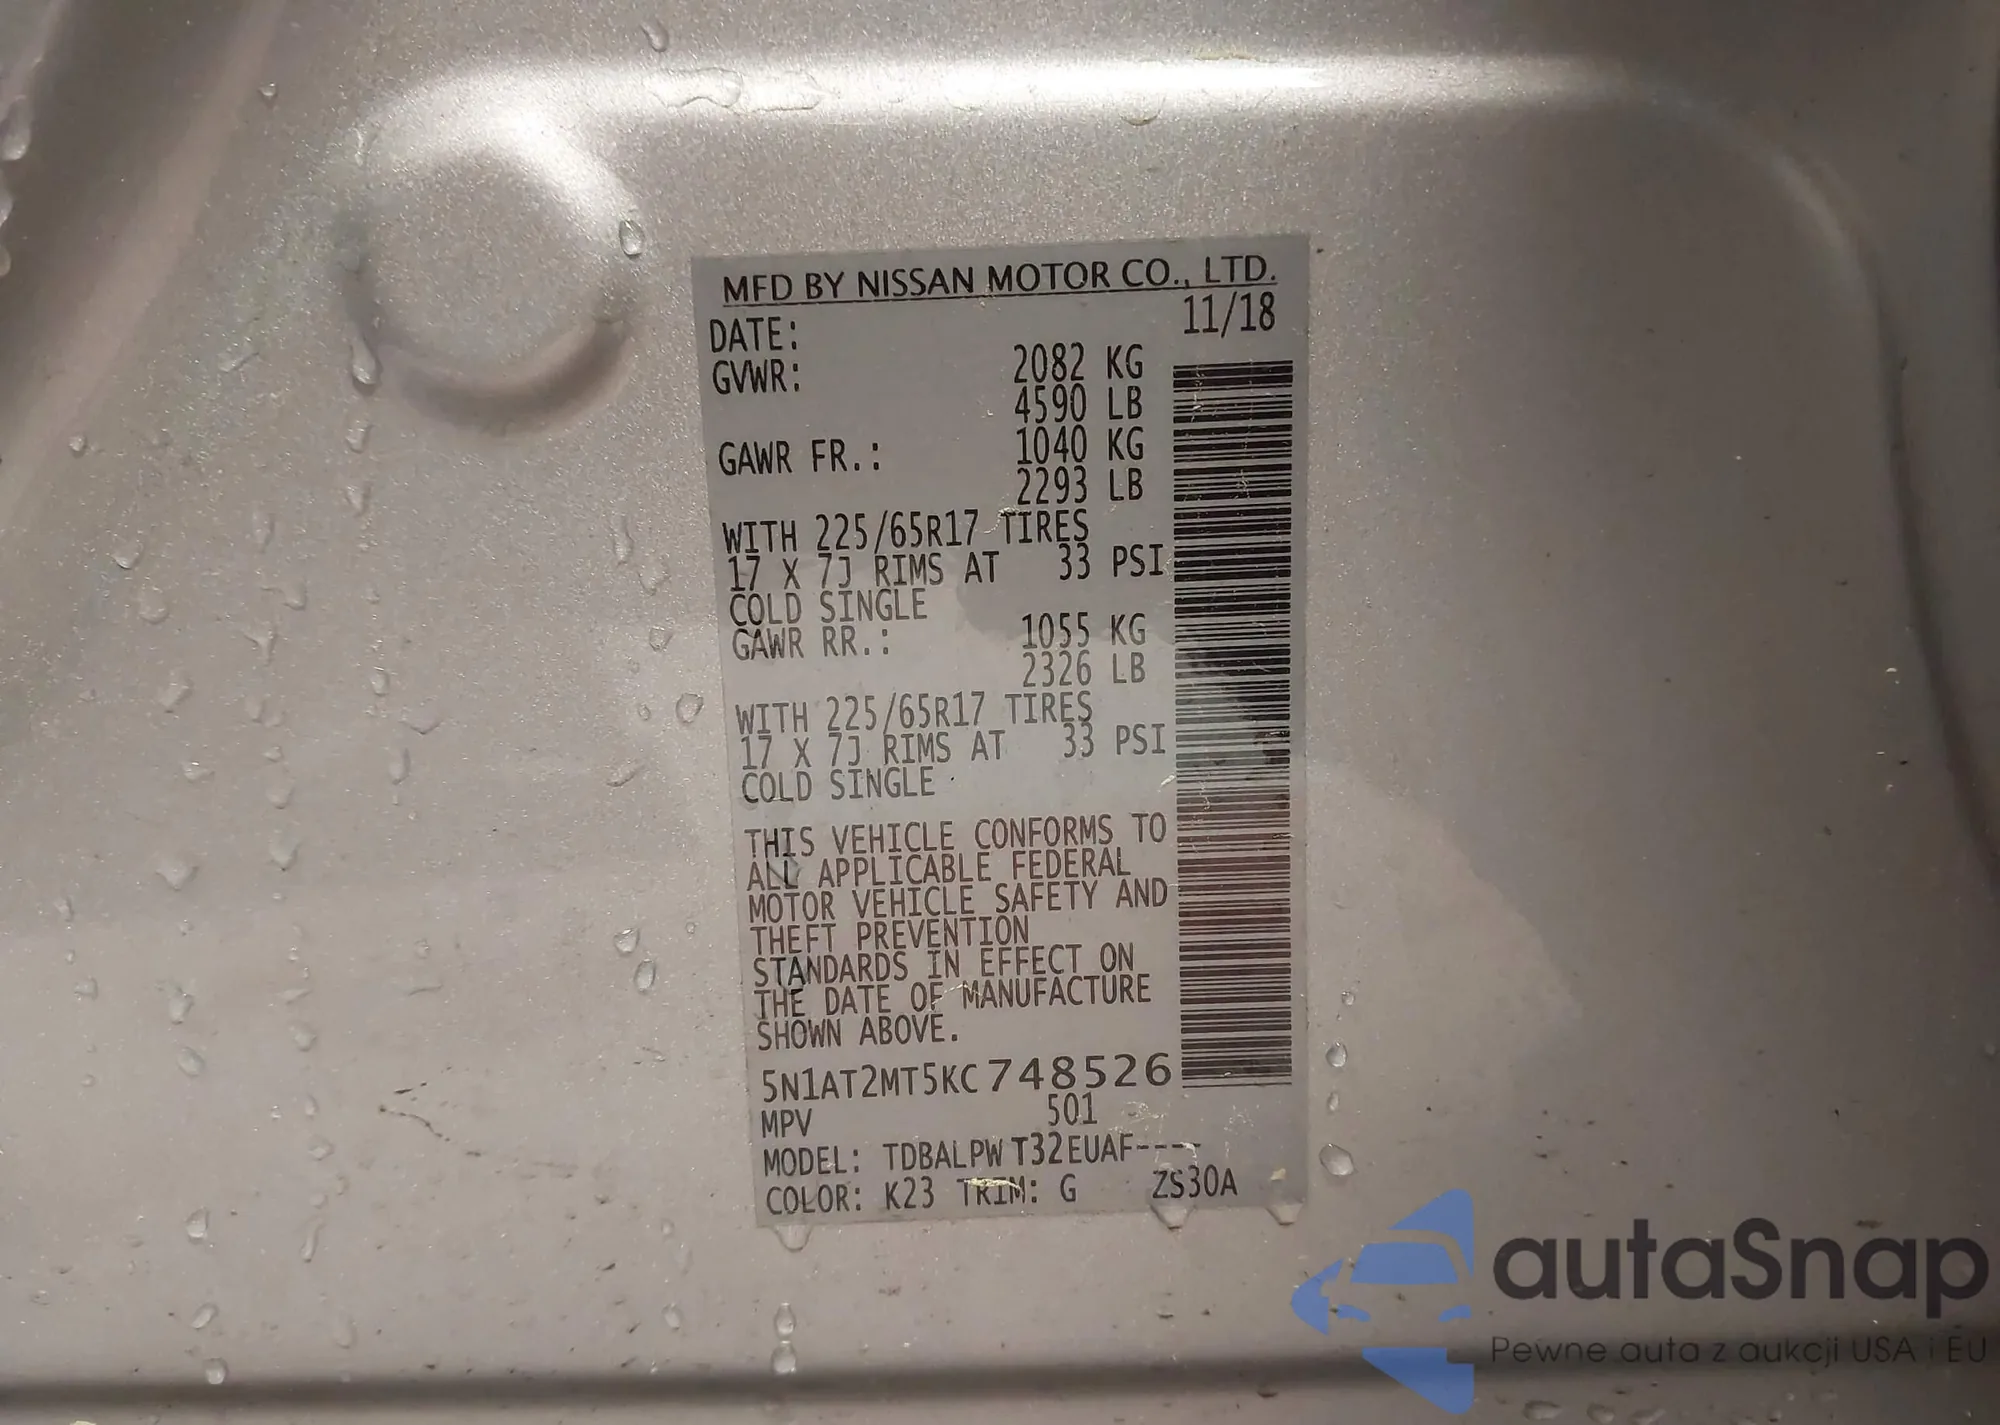 MFD BY NISSAN MOTOR CO., LTD.
DATE: 11/18
GVWR: 2082 KG
4590 LB
GAWR FR.: 1040 KG
2293 LB
WITH 225/65R17 TIRES
17 X 7J RIMS AT 33 PSI
COLD SINGLE
GAWR RR.: 1055 KG
2326 LB
WITH 225/65R17 TIRES
17 X 7J RIMS AT 33 PSI
COLD SINGLE
THIS VEHICLE CONFORMS TO
ALL APPLICABLE FEDERAL
MOTOR VEHICLE SAFETY AND
THEFT PREVENTION
STANDARDS IN EFFECT ON
THE DATE OF MANUFACTURE
SHOWN ABOVE.
5N1AT2MT5KC748526
MPV 501
MODEL: TDBALPWT32EUAF----
COLOR: K23 TRIM: G ZS30A
autaSnap
Pewne auta z aukcji USA i EU